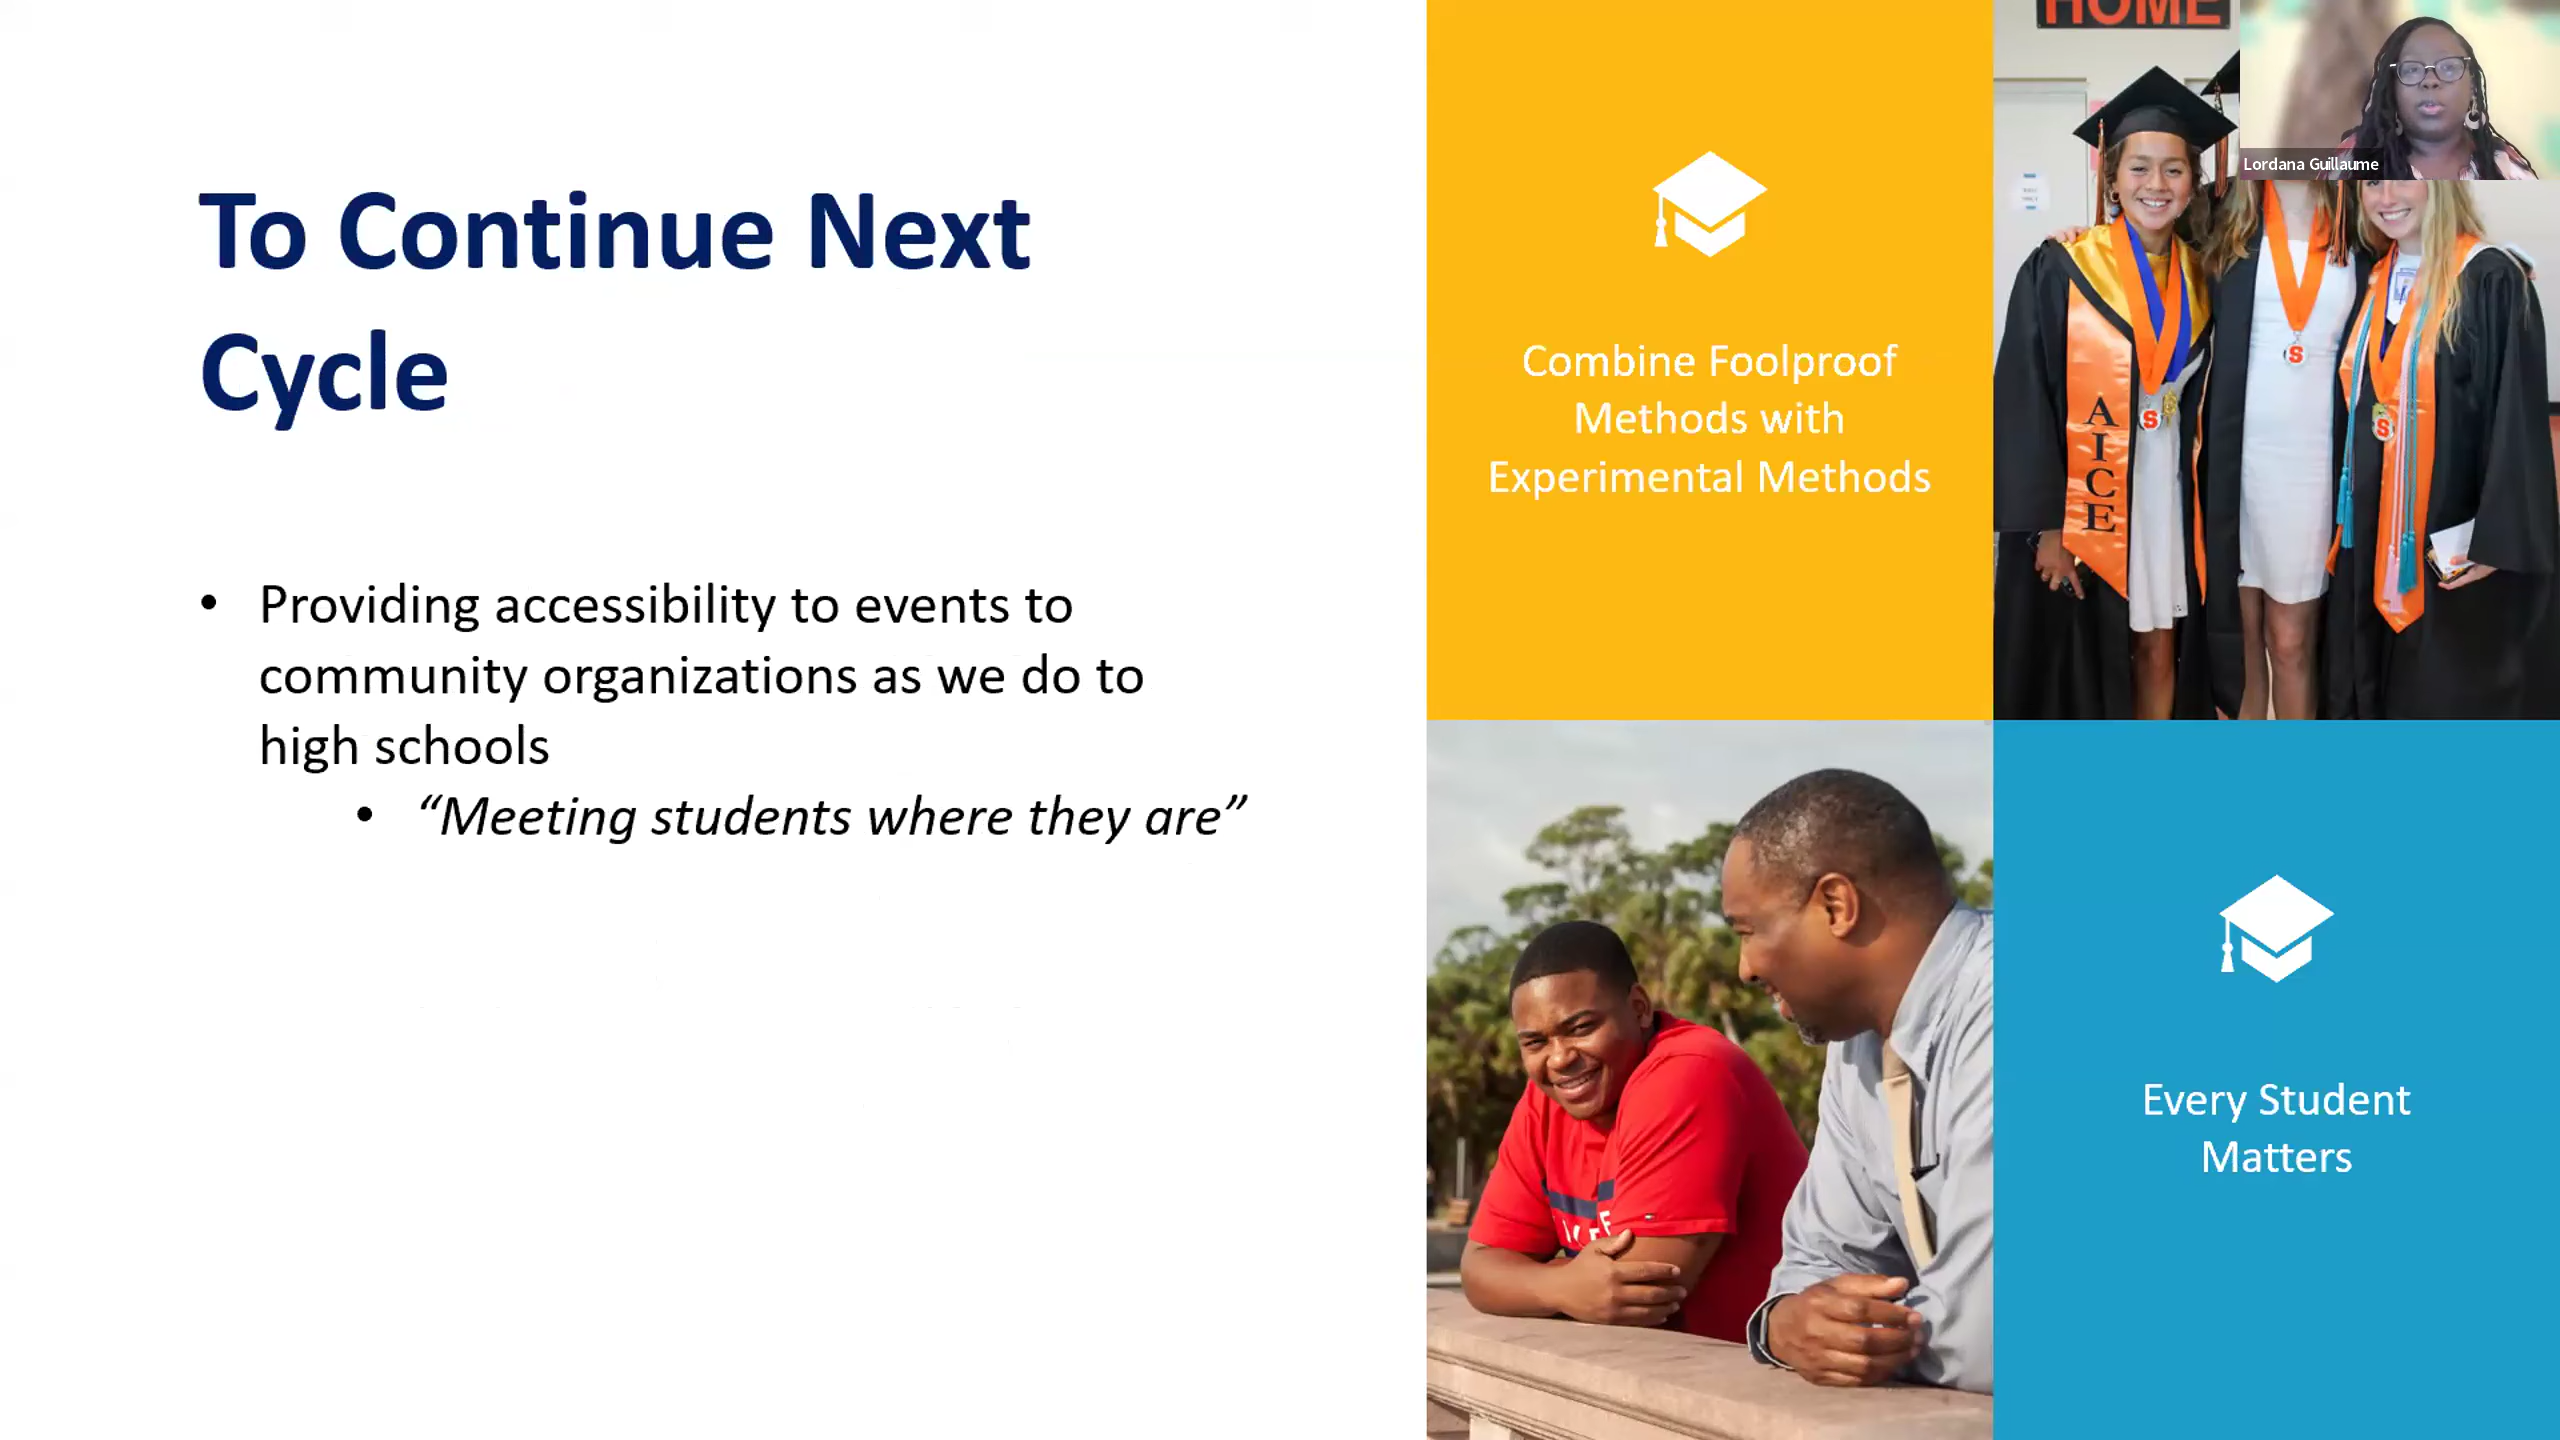 To Continue Next
Cycle
• Providing accessibility to events to
community organizations as we do to
high schools
• “Meeting students where they are”
Combine Foolproof
Methods with
Experimental Methods
HOME
Lordana Guillaume
AICE
S
S
S
Every Student
Matters